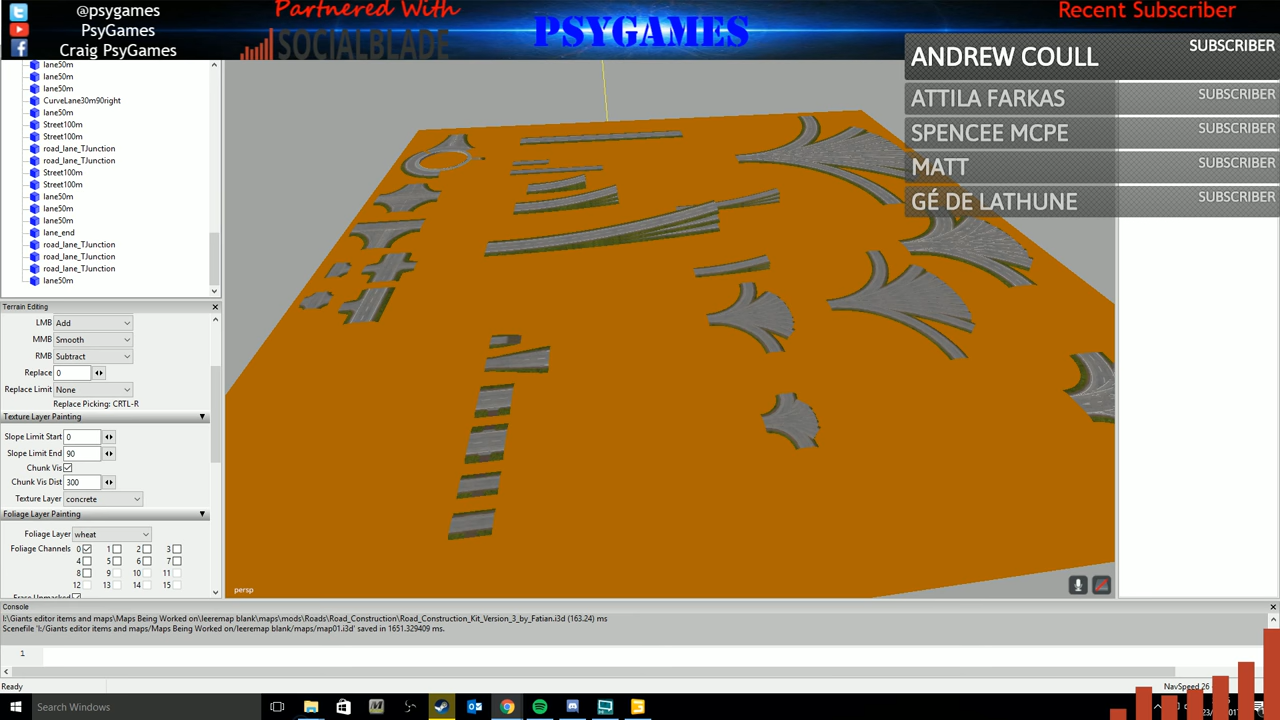 @psygames
PsyGames
Craig PsyGames
Partnered With
SOCIALBLADE
PSYGAMES
Recent Subscriber
ANDREW COULL SUBSCRIBER
ATTILA FARKAS SUBSCRIBER
SPENCEE MCPE SUBSCRIBER
MATT SUBSCRIBER
GÉ DE LATHUNE SUBSCRIBER
lane50m
lane50m
lane50m
CurveLane30m90right
lane50m
Street100m
Street100m
road_lane_TJunction
road_lane_TJunction
Street100m
Street100m
lane50m
lane50m
lane50m
lane_end
road_lane_TJunction
road_lane_TJunction
road_lane_TJunction
lane50m
Terrain Editing
LMB Add
MMB Smooth
RMB Subtract
Replace 0
Replace Limit None
Replace Picking: CRTL-R
Texture Layer Painting
Slope Limit Start 0
Slope Limit End 90
Chunk Vis
Chunk Vis Dist 300
Texture Layer concrete
Foliage Layer Painting
Foliage Layer wheat
Foliage Channels 0 1 2 3
4 5 6 7
8 9 10 11
12 13 14 15
persp
Console
I:\Giants editor items and maps\Maps Being Worked on\leeremap blank\maps\mods\Roads\Road_Construction\Road_Construction_Kit_Version_3_by_Fatian.i3d (163.24) ms
Scenefile 'I:/Giants editor items and maps/Maps Being Worked on/leeremap blank/maps/map01.i3d' saved in 1651.329409 ms.
1
Ready
NavSpeed 26
Search Windows